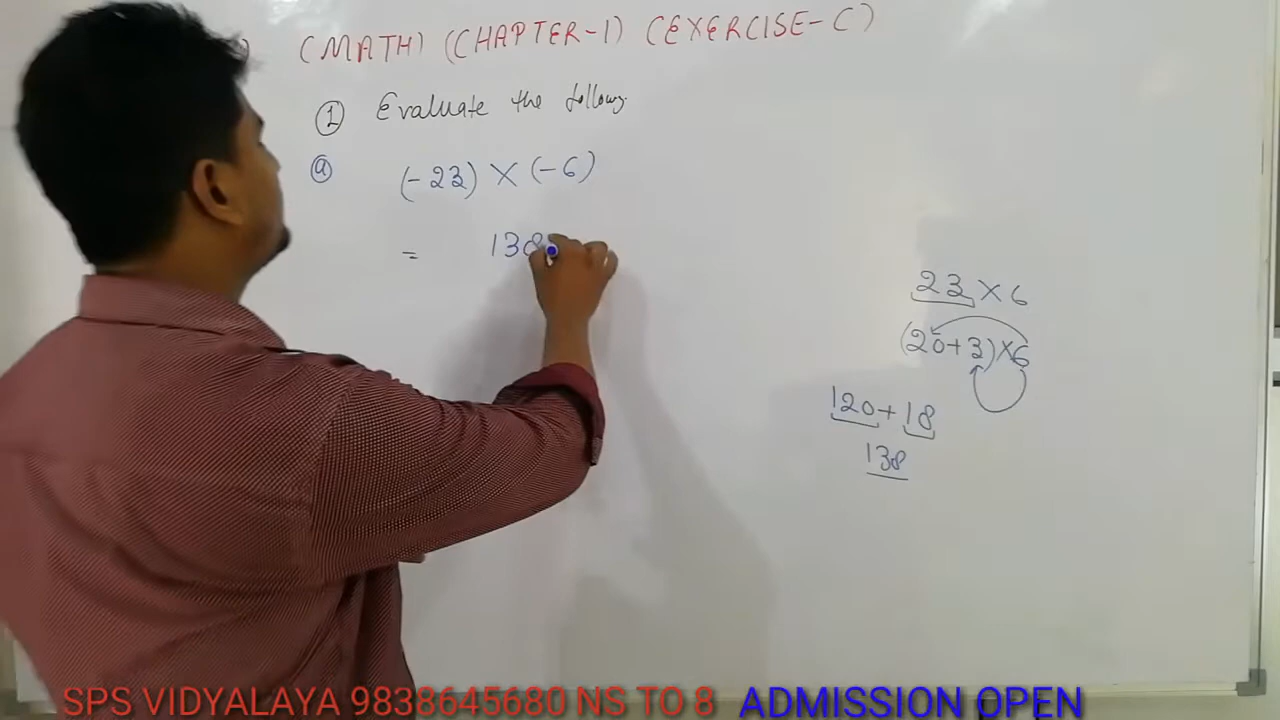 (MATH) (CHAPTER-1) (EXERCISE-C)
① Evaluate the following.
ⓐ (-23) × (-6)
= 138
23 × 6
(20+3)×6
120+18
138
SPS VIDYALAYA 9838645680 NS TO 8 ADMISSION OPEN